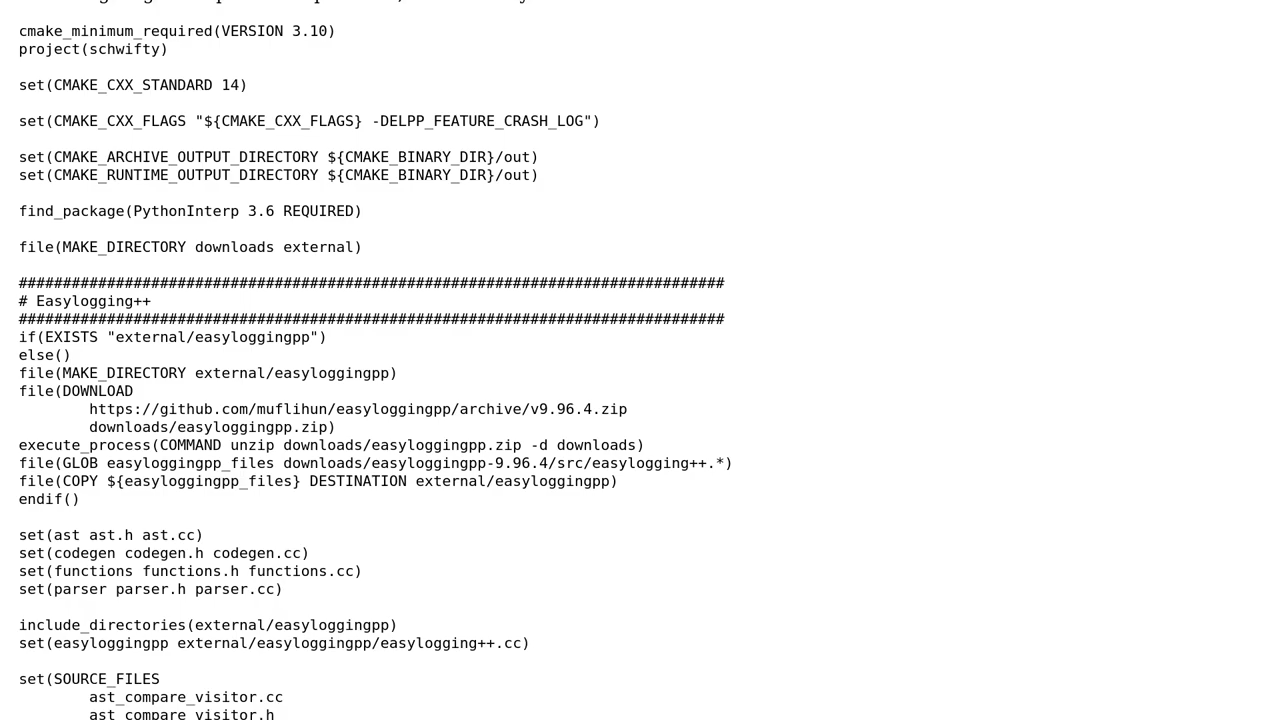 cmake_minimum_required(VERSION 3.10)
project(schwifty)

set(CMAKE_CXX_STANDARD 14)

set(CMAKE_CXX_FLAGS "${CMAKE_CXX_FLAGS} -DELPP_FEATURE_CRASH_LOG")

set(CMAKE_ARCHIVE_OUTPUT_DIRECTORY ${CMAKE_BINARY_DIR}/out)
set(CMAKE_RUNTIME_OUTPUT_DIRECTORY ${CMAKE_BINARY_DIR}/out)

find_package(PythonInterp 3.6 REQUIRED)

file(MAKE_DIRECTORY downloads external)

################################################################################
# Easylogging++
################################################################################
if(EXISTS "external/easyloggingpp")
else()
file(MAKE_DIRECTORY external/easyloggingpp)
file(DOWNLOAD
        https://github.com/muflihun/easyloggingpp/archive/v9.96.4.zip
        downloads/easyloggingpp.zip)
execute_process(COMMAND unzip downloads/easyloggingpp.zip -d downloads)
file(GLOB easyloggingpp_files downloads/easyloggingpp-9.96.4/src/easylogging++.*)
file(COPY ${easyloggingpp_files} DESTINATION external/easyloggingpp)
endif()

set(ast ast.h ast.cc)
set(codegen codegen.h codegen.cc)
set(functions functions.h functions.cc)
set(parser parser.h parser.cc)

include_directories(external/easyloggingpp)
set(easyloggingpp external/easyloggingpp/easylogging++.cc)

set(SOURCE_FILES
        ast_compare_visitor.cc
        ast_compare_visitor.h